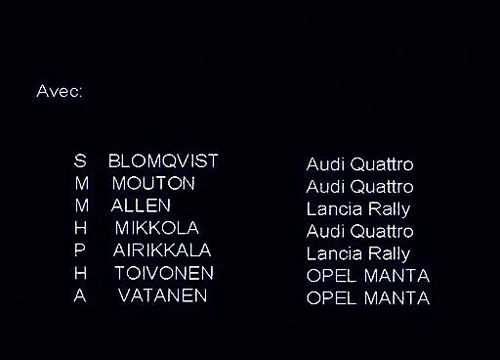 Avec:
S BLOMQVIST Audi Quattro
M MOUTON Audi Quattro
M ALLEN Lancia Rally
H MIKKOLA Audi Quattro
P AIRIKKALA Lancia Rally
H TOIVONEN OPEL MANTA
A VATANEN OPEL MANTA